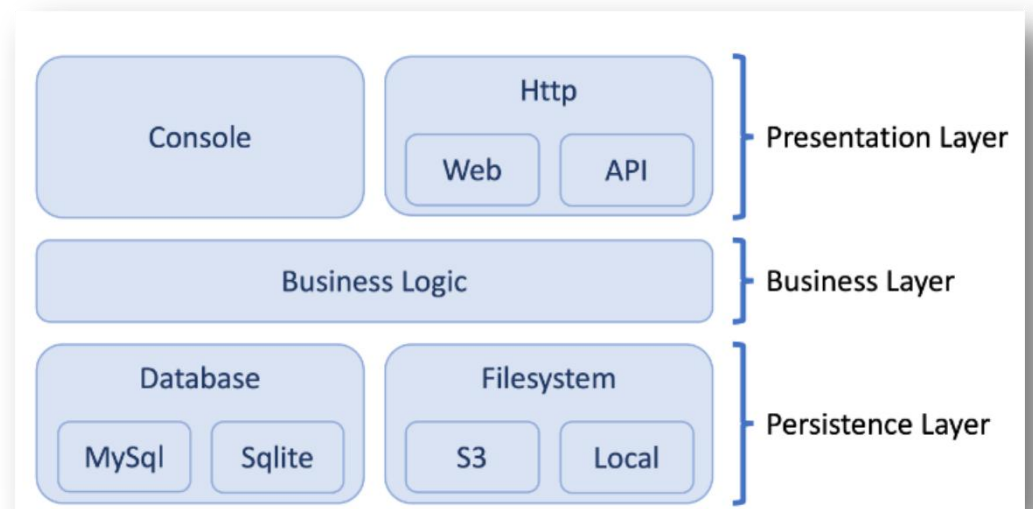 Console
Http
Web
API
Presentation Layer
Business Logic
Business Layer
Database
MySql
Sqlite
Filesystem
S3
Local
Persistence Layer